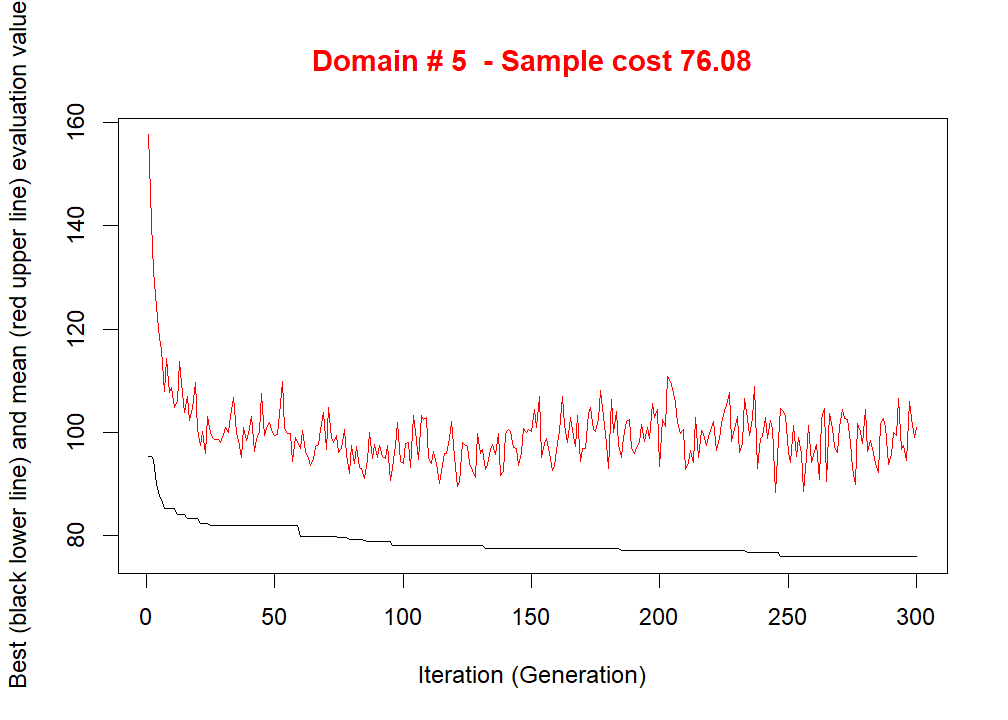 Domain # 5  - Sample cost 76.08
Best (black lower line) and mean (red upper line) evaluation value
160
140
120
100
80
0 50 100 150 200 250 300
Iteration (Generation)